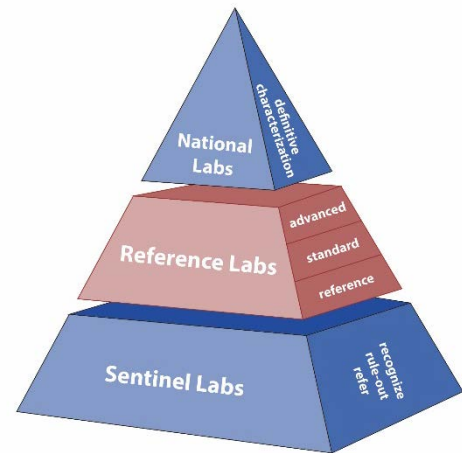 National
Labs
definitive
characterization
Reference Labs
advanced
standard
reference
Sentinel Labs
recognize
rule-out
refer